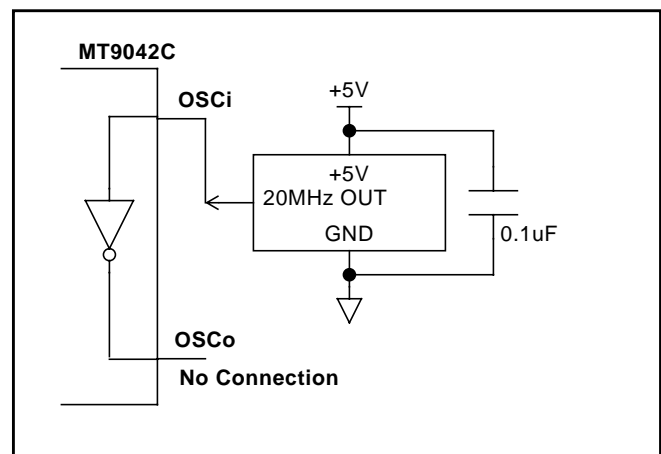 MT9042C
OSCi
+5V
+5V
20MHz OUT
GND
0.1uF
OSCo
No Connection